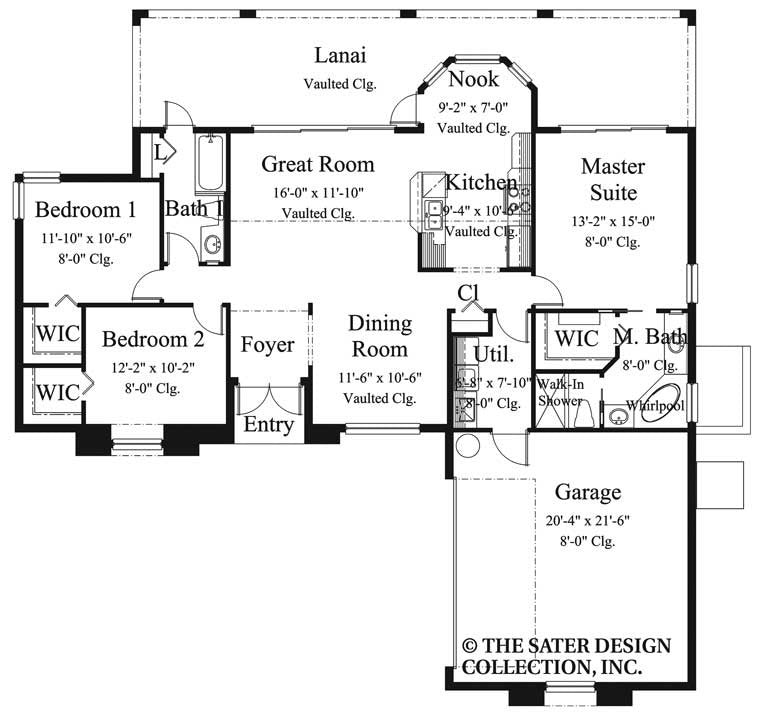 Lanai
Vaulted Clg.
Nook
9'-2" x 7'-0"
Vaulted Clg.
L
Great Room
16'-0" x 11'-10"
Vaulted Clg.
Kitchen
9'-4" x 10'-6"
Vaulted Clg.
Master
Suite
13'-2" x 15'-0"
8'-0" Clg.
Bedroom 1
11'-10" x 10'-6"
8'-0" Clg.
Bath 1
Cl
WIC
Bedroom 2
12'-2" x 10'-2"
8'-0" Clg.
WIC
Foyer
Dining
Room
11'-6" x 10'-6"
Vaulted Clg.
Util.
6'-8" x 7'-10"
8'-0" Clg.
WIC
M. Bath
8'-0" Clg.
Walk-In
Shower
Whirlpool
Entry
Garage
20'-4" x 21'-6"
8'-0" Clg.
© THE SATER DESIGN
COLLECTION, INC.